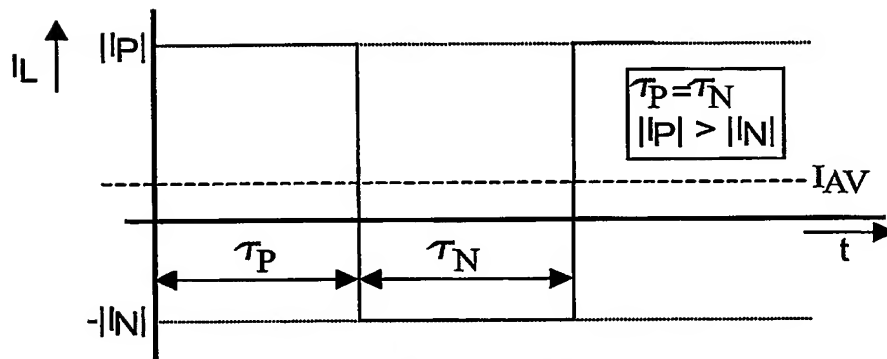 IL
|IP|
τP=τN
|IP| > |IN|
IAV
τP
τN
t
-|IN|